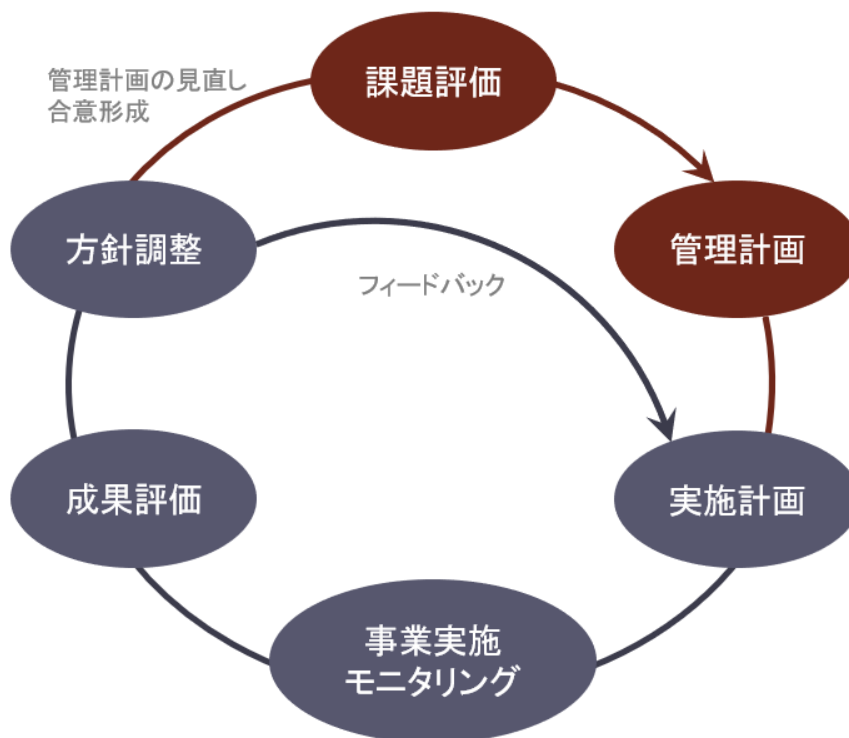 管理計画の見直し
合意形成
課題評価
方針調整
管理計画
フィードバック
成果評価
実施計画
事業実施
モニタリング